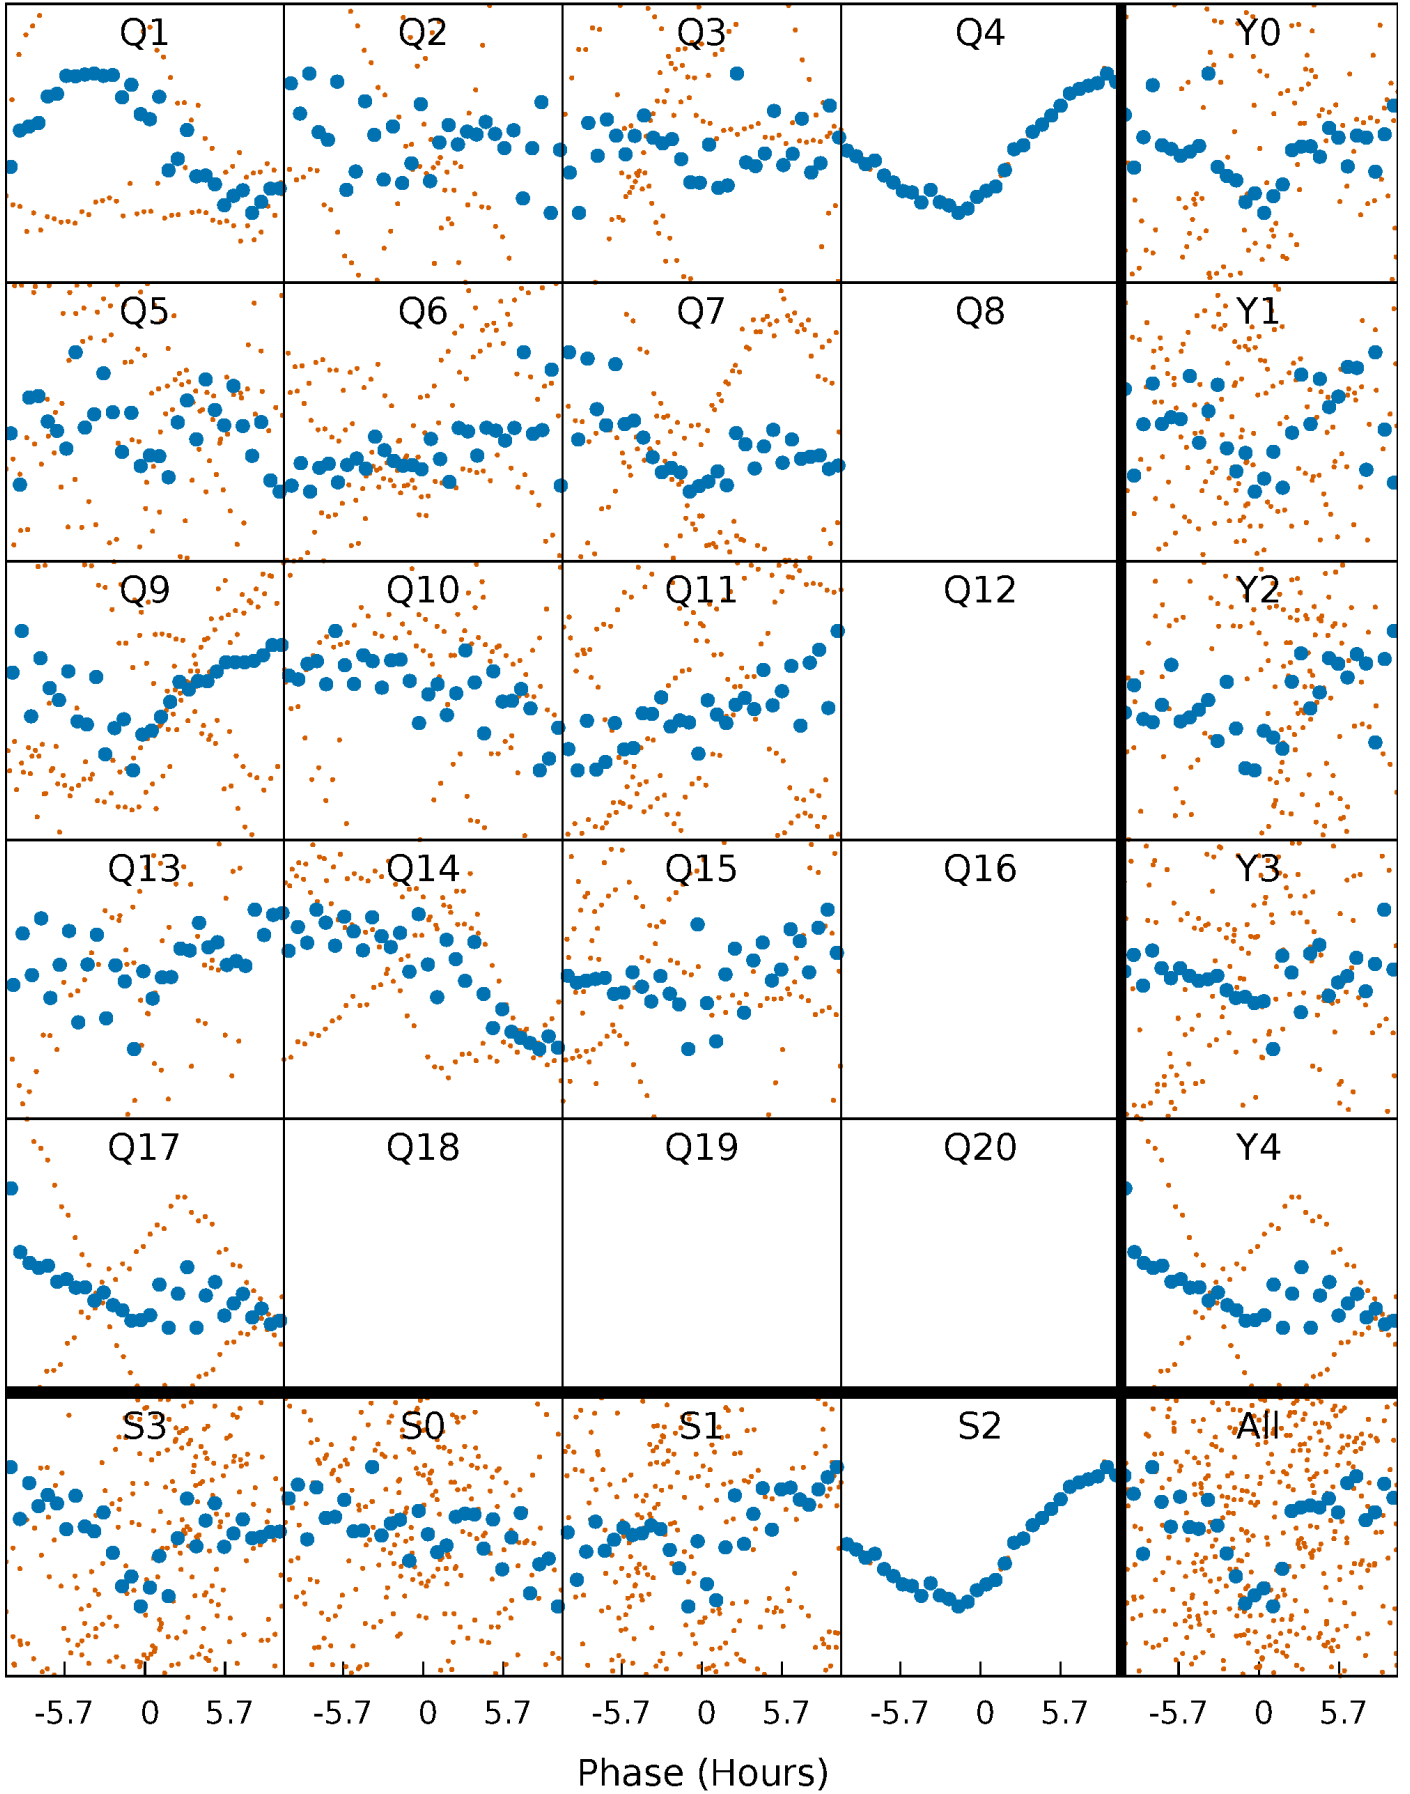 Q1 Q2 Q3 Q4 Y0
Q5 Q6 Q7 Q8 Y1
Q9 Q10 Q11 Q12 Y2
Q13 Q14 Q15 Q16 Y3
Q17 Q18 Q19 Q20 Y4
S3 S0 S1 S2 All
-5.7 0 5.7 -5.7 0 5.7 -5.7 0 5.7 -5.7 0 5.7 -5.7 0 5.7
Phase (Hours)